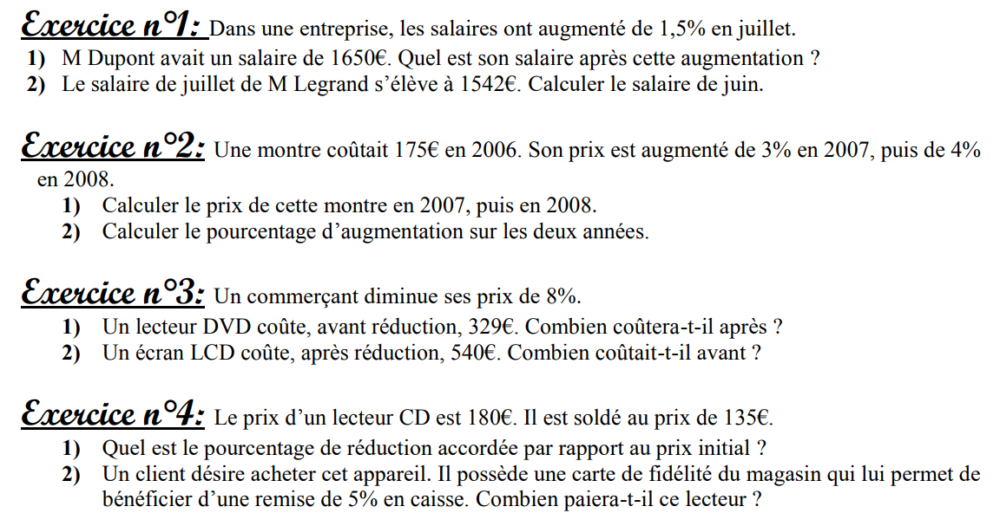 Exercice n°1: Dans une entreprise, les salaires ont augmenté de 1,5% en juillet.
1) M Dupont avait un salaire de 1650€. Quel est son salaire après cette augmentation ?
2) Le salaire de juillet de M Legrand s’élève à 1542€. Calculer le salaire de juin.
Exercice n°2: Une montre coûtait 175€ en 2006. Son prix est augmenté de 3% en 2007, puis de 4%
en 2008.
1) Calculer le prix de cette montre en 2007, puis en 2008.
2) Calculer le pourcentage d’augmentation sur les deux années.
Exercice n°3: Un commerçant diminue ses prix de 8%.
1) Un lecteur DVD coûte, avant réduction, 329€. Combien coûtera-t-il après ?
2) Un écran LCD coûte, après réduction, 540€. Combien coûtait-t-il avant ?
Exercice n°4: Le prix d’un lecteur CD est 180€. Il est soldé au prix de 135€.
1) Quel est le pourcentage de réduction accordée par rapport au prix initial ?
2) Un client désire acheter cet appareil. Il possède une carte de fidélité du magasin qui lui permet de
bénéficier d’une remise de 5% en caisse. Combien paiera-t-il ce lecteur ?